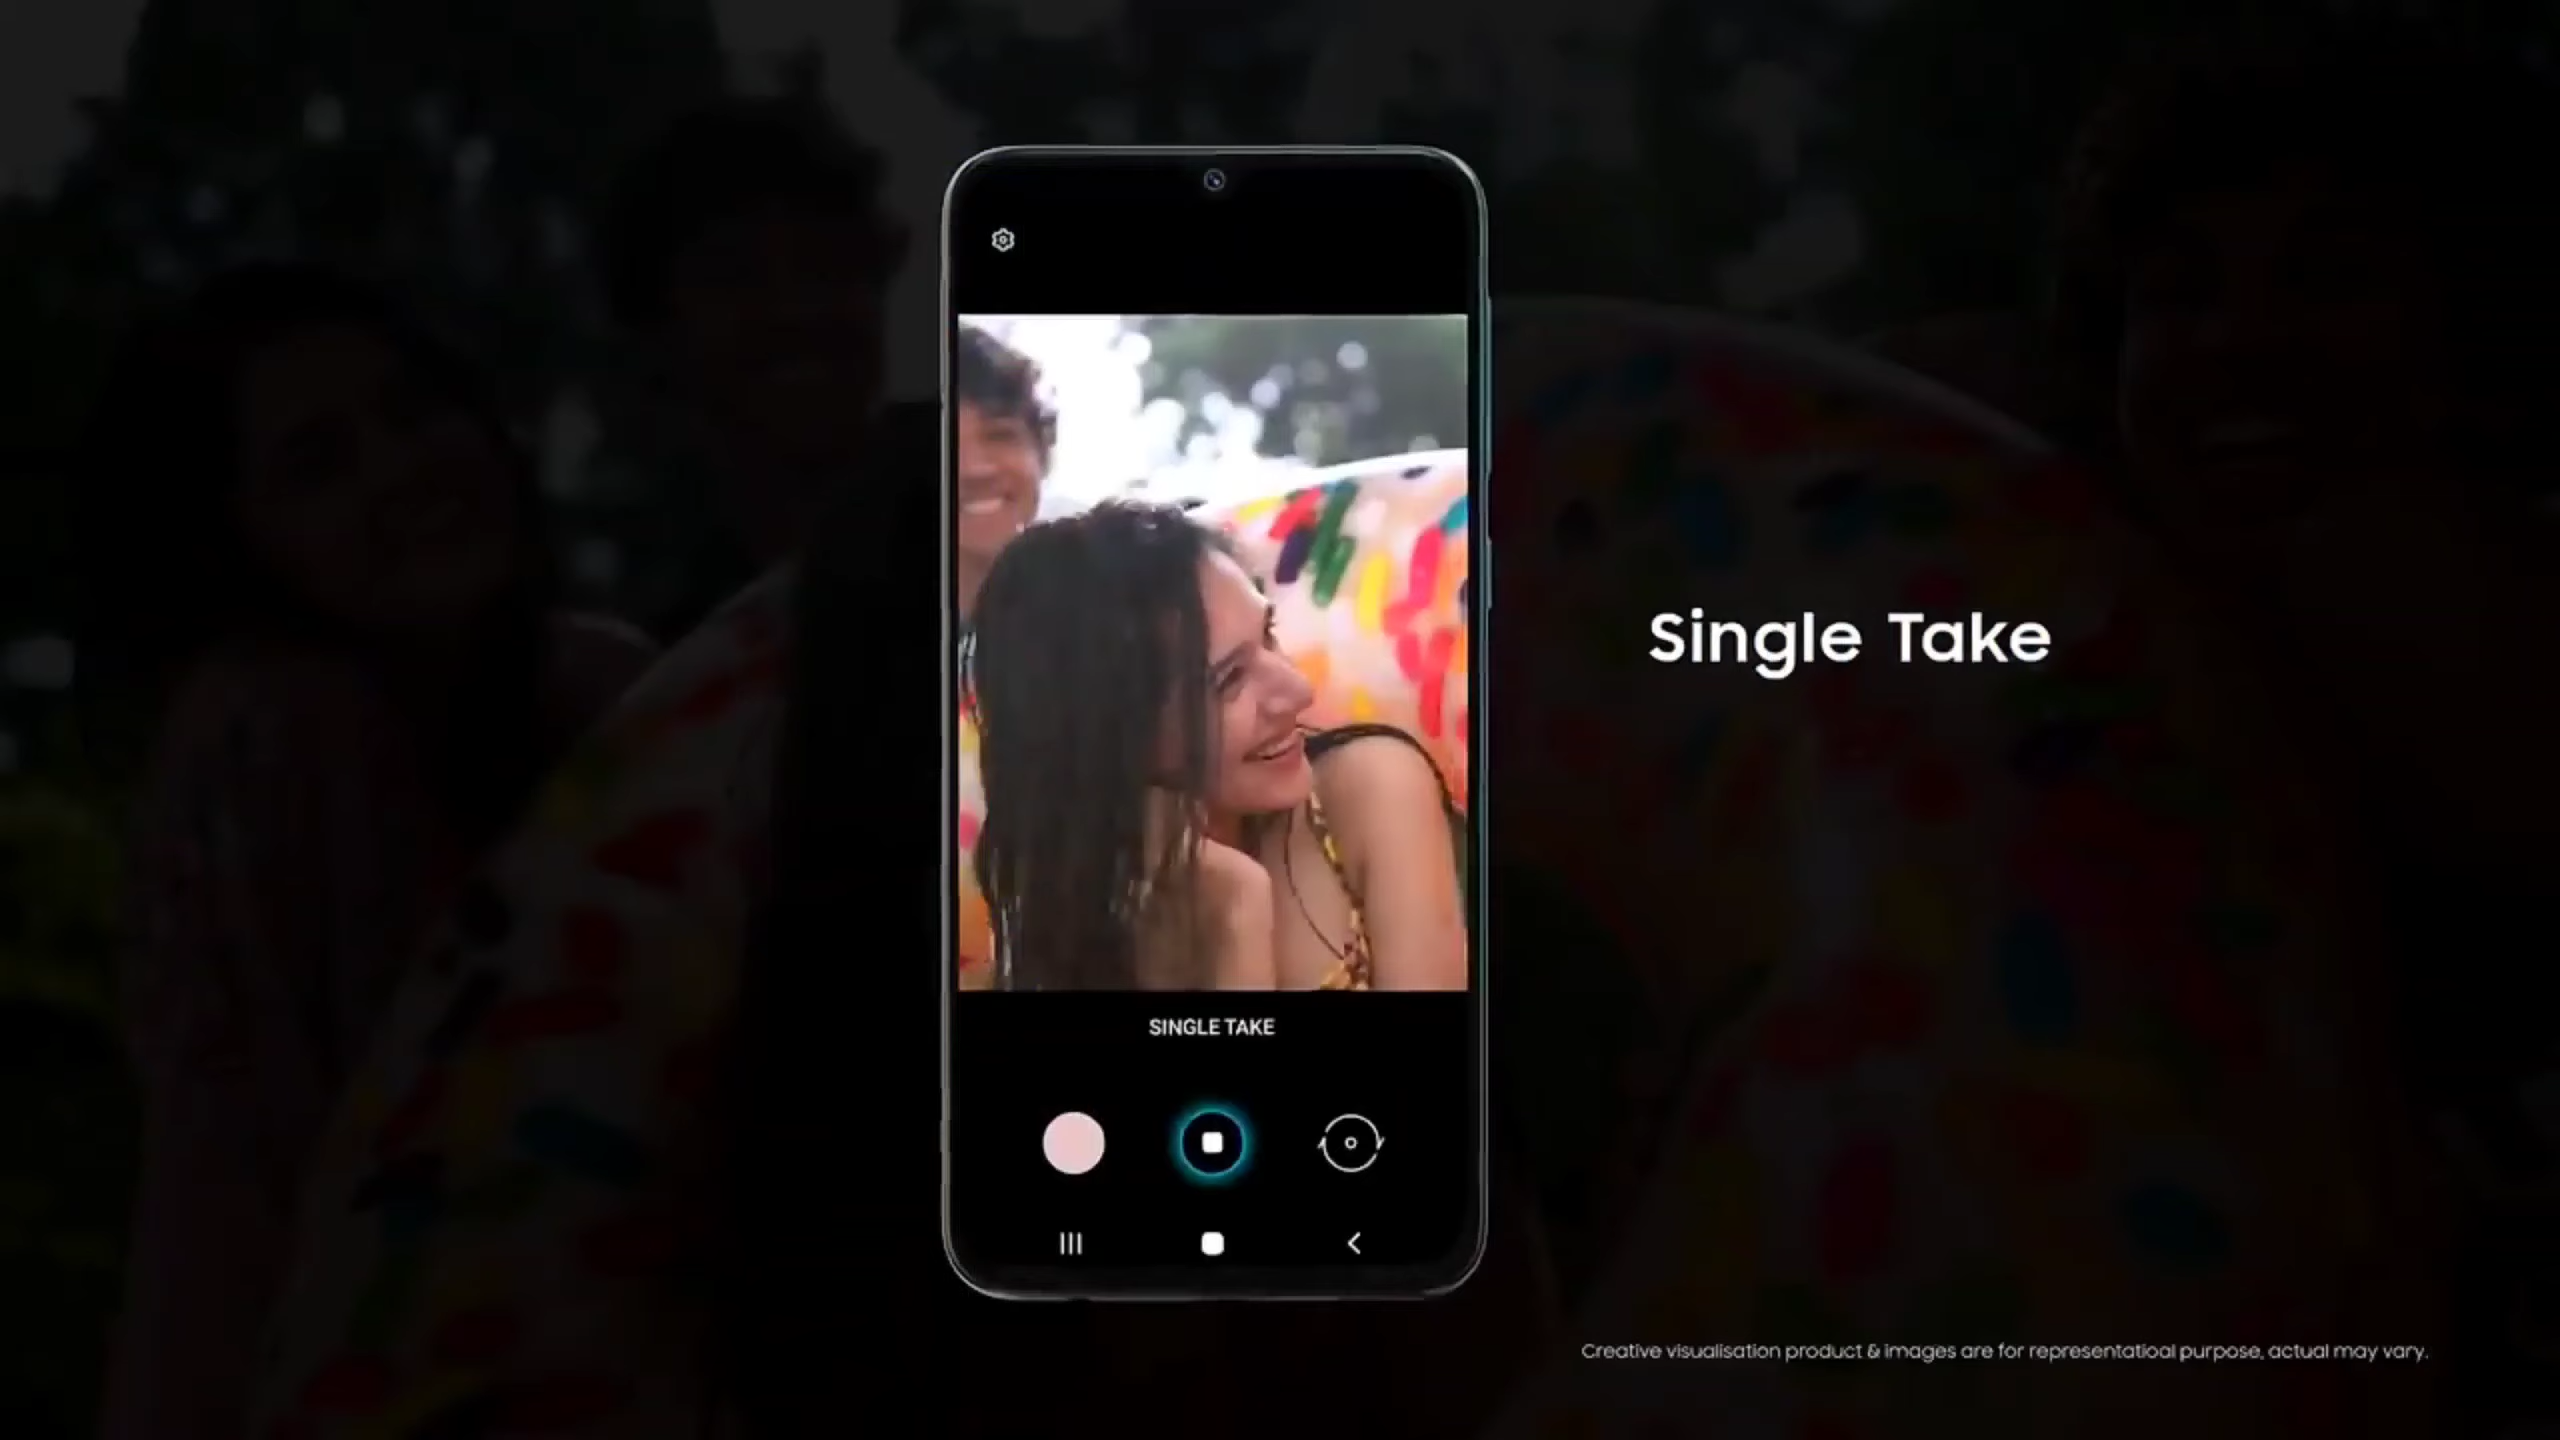 Single Take
SINGLE TAKE
Creative visualisation product & images are for representatioal purpose, actual may vary.